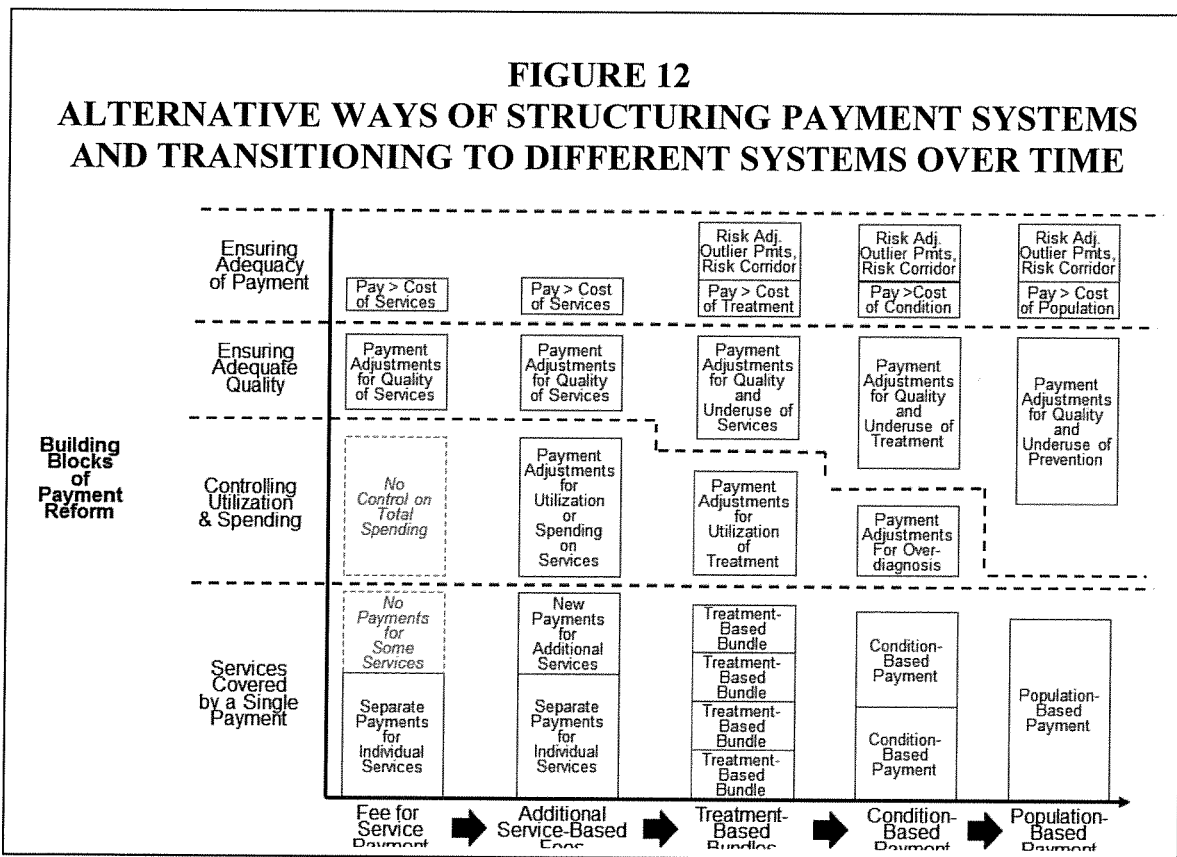 FIGURE 12
ALTERNATIVE WAYS OF STRUCTURING PAYMENT SYSTEMS
AND TRANSITIONING TO DIFFERENT SYSTEMS OVER TIME
Building
Blocks
of
Payment
Reform
Ensuring
Adequacy
of Payment
Pay > Cost
of Services
Pay > Cost
of Services
Risk Adj.
Outlier Pmts,
Risk Corridor
Pay > Cost
of Treatment
Risk Adj.
Outlier Pmts,
Risk Corridor
Pay >Cost
of Condition
Risk Adj.
Outlier Pmts,
Risk Corridor
Pay > Cost
of Population
Ensuring
Adequate
Quality
Payment
Adjustments
for Quality
of Services
Payment
Adjustments
for Quality
of Services
Payment
Adjustments
for Quality
and
Underuse of
Services
Payment
Adjustments
for Quality
and
Underuse of
Treatment
Payment
Adjustments
for Quality
and
Underuse of
Prevention
Controlling
Utilization
& Spending
No
Control on
Total
Spending
Payment
Adjustments
for
Utilization
or
Spending
on
Services
Payment
Adjustments
for
Utilization
of
Treatment
Payment
Adjustments
For Over-
diagnosis
Services
Covered
by a Single
Payment
No
Payments
for
Some
Services
Separate
Payments
for
Individual
Services
New
Payments
for
Additional
Services
Separate
Payments
for
Individual
Services
Treatment-
Based
Bundle
Treatment-
Based
Bundle
Treatment-
Based
Bundle
Treatment-
Based
Bundle
Condition-
Based
Payment
Condition-
Based
Payment
Population-
Based
Payment
Fee for
Service
Payment
Additional
Service-Based
Fees
Treatment-
Based
Bundles
Condition-
Based
Payment
Population-
Based
Payment